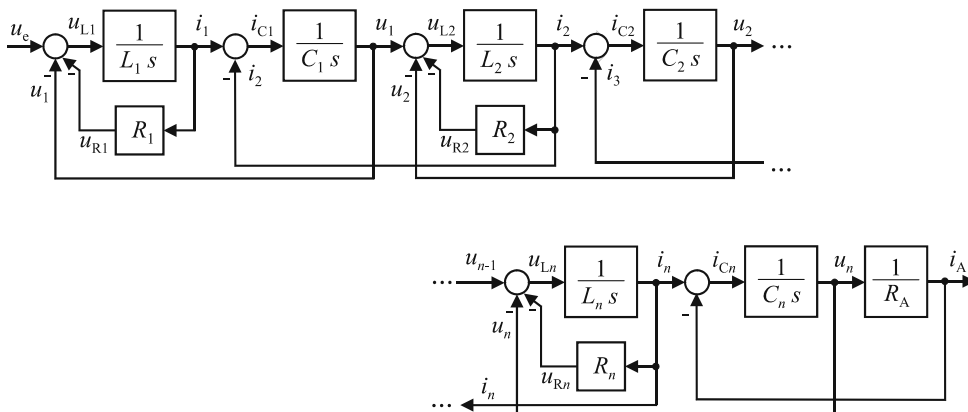 u_e u_L1 1/(L_1 s) i_1 i_C1 1/(C_1 s) u_1 u_L2 1/(L_2 s) i_2 i_C2 1/(C_2 s) u_2 ...
u_1 - - - i_2 u_2 - - - i_3
u_R1 R_1 u_R2 R_2
...
... u_n-1 u_Ln 1/(L_n s) i_n i_Cn 1/(C_n s) u_n 1/R_A i_A
u_n - - -
u_Rn R_n
... i_n